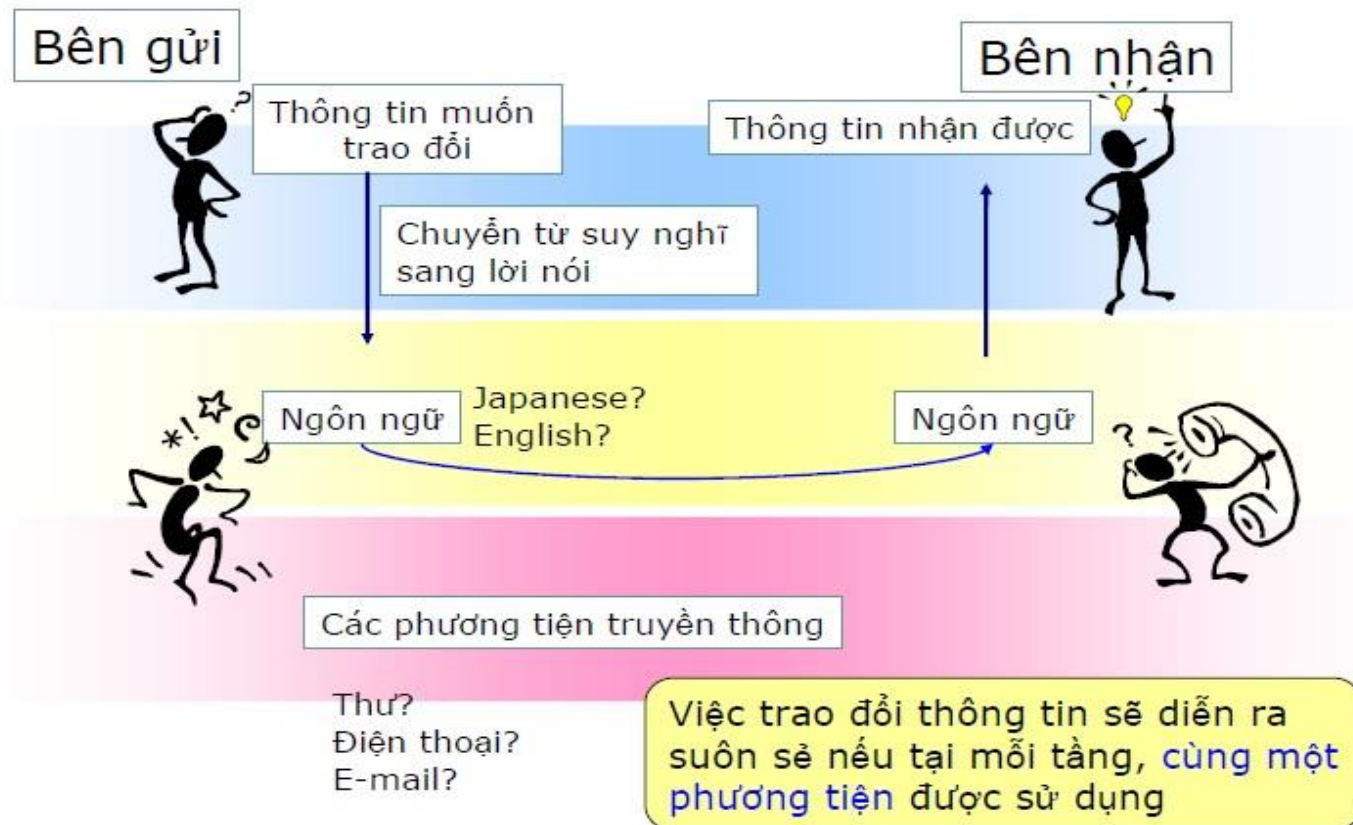 Bên gửi
Bên nhận
Thông tin muốn
trao đổi
Thông tin nhận được
Chuyển từ suy nghĩ
sang lời nói
Ngôn ngữ
Japanese?
English?
Ngôn ngữ
Các phương tiện truyền thông
Thư?
Điện thoại?
E-mail?
Việc trao đổi thông tin sẽ diễn ra
suôn sẻ nếu tại mỗi tầng, cùng một
phương tiện được sử dụng